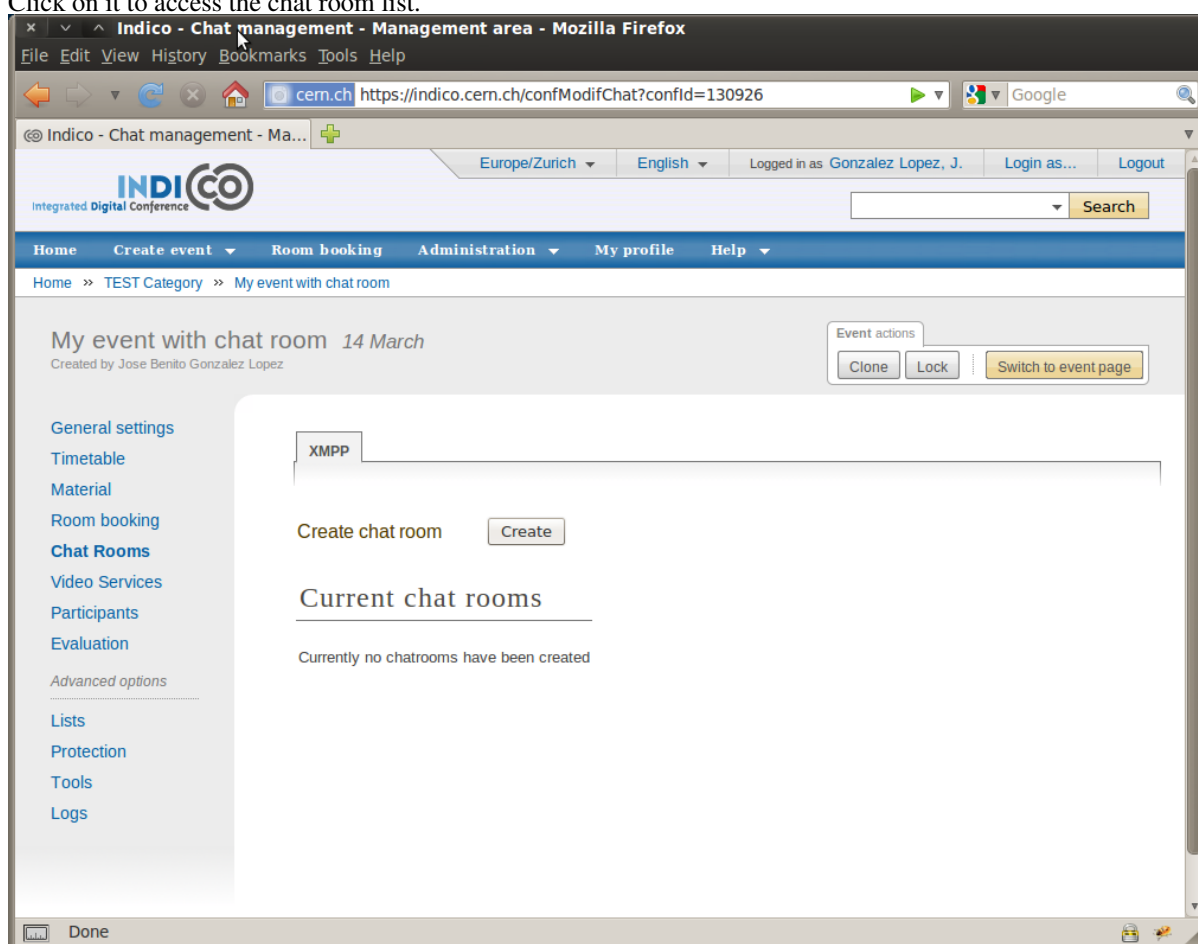 Click on it to access the chat room list.
Indico - Chat management - Management area - Mozilla Firefox
File Edit View History Bookmarks Tools Help
cern.ch https://indico.cern.ch/confModifChat?confId=130926 Google
Indico - Chat management - Ma...
Europe/Zurich English Logged in as Gonzalez Lopez, J. Login as... Logout
INDICO
Integrated Digital Conference
Search
Home Create event Room booking Administration My profile Help
Home » TEST Category » My event with chat room
My event with chat room 14 March
Created by Jose Benito Gonzalez Lopez
Event actions
Clone Lock Switch to event page
General settings
Timetable
Material
Room booking
Chat Rooms
Video Services
Participants
Evaluation
Advanced options
Lists
Protection
Tools
Logs
XMPP
Create chat room Create
Current chat rooms
Currently no chatrooms have been created
Done